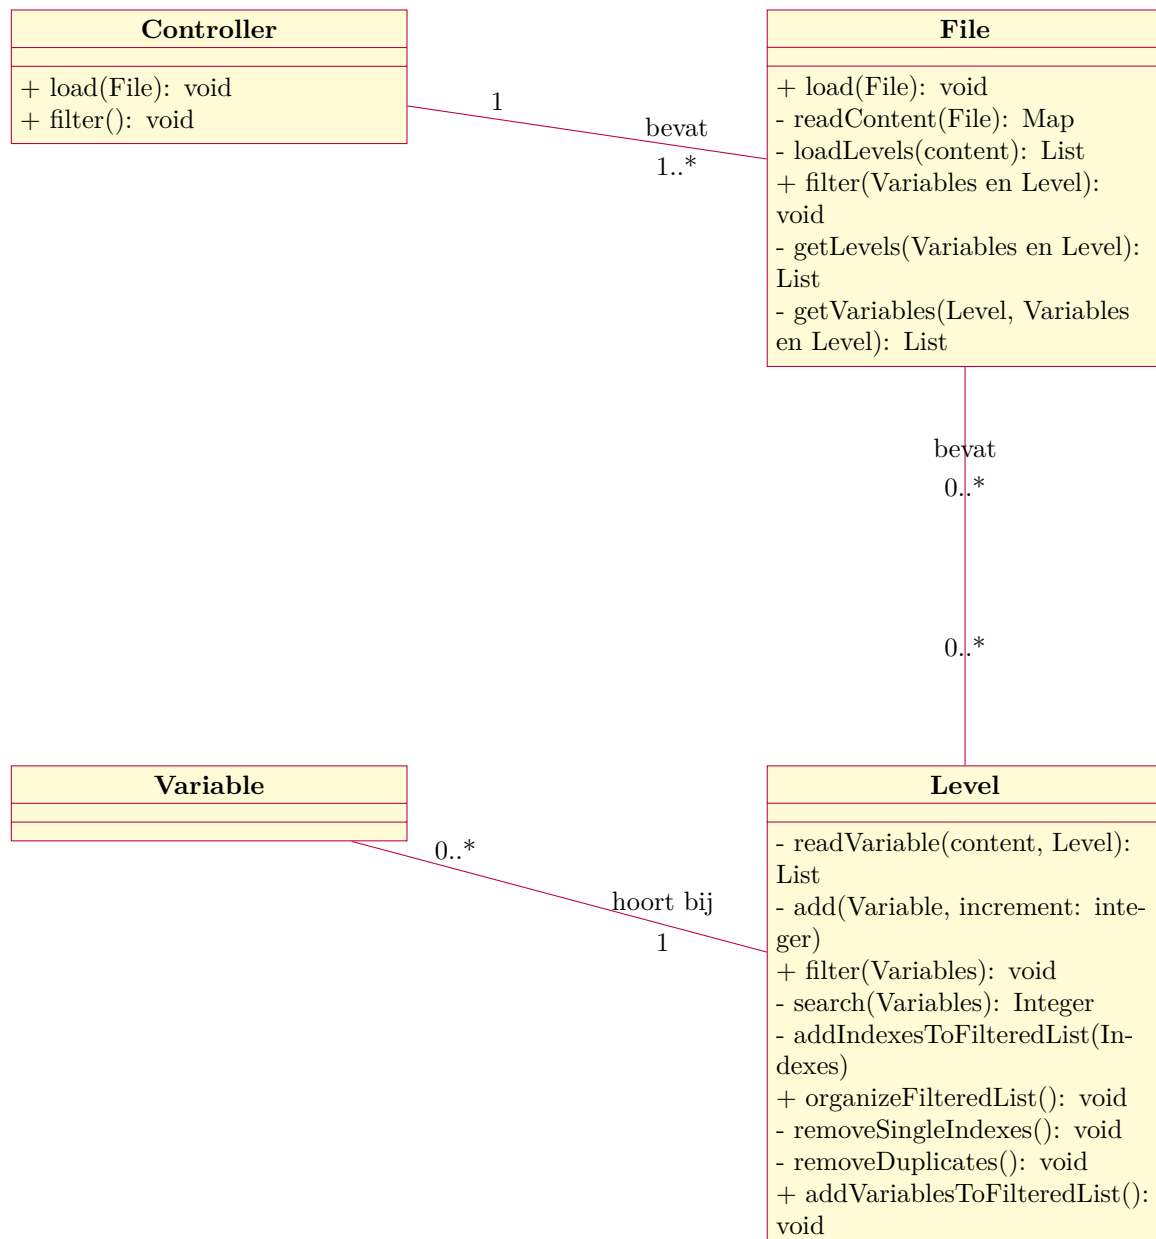 Controller
+ load(File): void
+ filter(): void
1
bevat
1..*
File
+ load(File): void
- readContent(File): Map
- loadLevels(content): List
+ filter(Variables en Level):
void
- getLevels(Variables en Level):
List
- getVariables(Level, Variables
en Level): List
bevat
0..*
0..*
Variable
0..*
hoort bij
1
Level
- readVariable(content, Level):
List
- add(Variable, increment: inte-
ger)
+ filter(Variables): void
- search(Variables): Integer
- addIndexesToFilteredList(In-
dexes)
+ organizeFilteredList(): void
- removeSingleIndexes(): void
- removeDuplicates(): void
+ addVariablesToFilteredList():
void